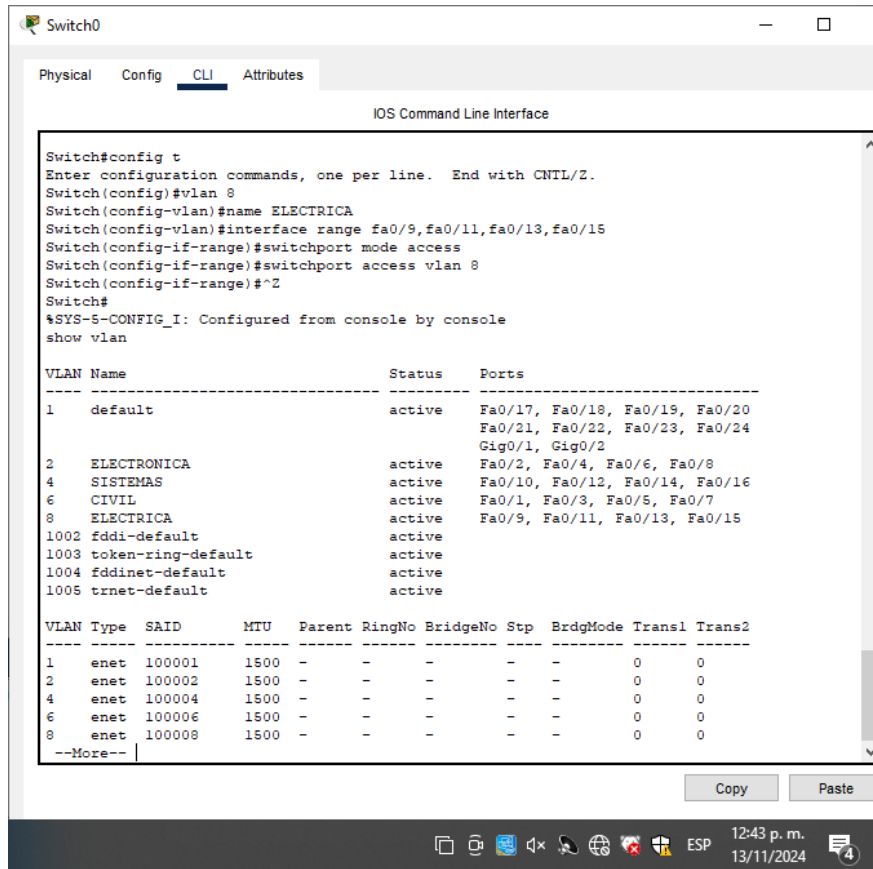 Switch0
Physical Config CLI Attributes
IOS Command Line Interface
Switch#config t
Enter configuration commands, one per line.  End with CNTL/Z.
Switch(config)#vlan 8
Switch(config-vlan)#name ELECTRICA
Switch(config-vlan)#interface range fa0/9,fa0/11,fa0/13,fa0/15
Switch(config-if-range)#switchport mode access
Switch(config-if-range)#switchport access vlan 8
Switch(config-if-range)#^Z
Switch#
%SYS-5-CONFIG_I: Configured from console by console
show vlan
VLAN Name                             Status    Ports
---- -------------------------------- --------- -------------------------------
1    default                          active    Fa0/17, Fa0/18, Fa0/19, Fa0/20
                                                Fa0/21, Fa0/22, Fa0/23, Fa0/24
                                                Gig0/1, Gig0/2
2    ELECTRONICA                      active    Fa0/2, Fa0/4, Fa0/6, Fa0/8
4    SISTEMAS                         active    Fa0/10, Fa0/12, Fa0/14, Fa0/16
6    CIVIL                            active    Fa0/1, Fa0/3, Fa0/5, Fa0/7
8    ELECTRICA                        active    Fa0/9, Fa0/11, Fa0/13, Fa0/15
1002 fddi-default                     active
1003 token-ring-default               active
1004 fddinet-default                  active
1005 trnet-default                    active
VLAN Type  SAID       MTU   Parent RingNo BridgeNo Stp  BrdgMode Trans1 Trans2
---- ----- ---------- ----- ------ ------ -------- ---- -------- ------ ------
1    enet  100001     1500  -      -      -        -    -        0      0
2    enet  100002     1500  -      -      -        -    -        0      0
4    enet  100004     1500  -      -      -        -    -        0      0
6    enet  100006     1500  -      -      -        -    -        0      0
8    enet  100008     1500  -      -      -        -    -        0      0
 --More--
Copy Paste
ESP
12:43 p. m.
13/11/2024
4